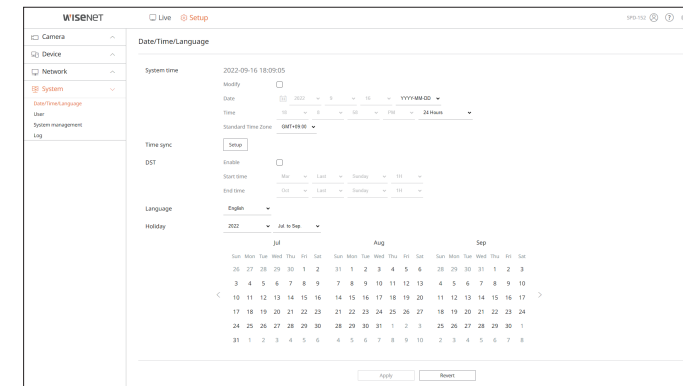 WISENET Live Setup SPD-152
Camera
Device
Network
System
Date/Time/Language
User
System management
Log
Date/Time/Language
System time 2022-09-16 18:09:05
Modify
Date 2022 9 16 YYYY-MM-DD
Time 10 0 50 PM 24 Hours
Standard Time Zone GMT+09:00
Time sync Setup
DST Enable
Start time Mar Last Sunday 1H
End time Oct Last Sunday 1H
Language English
Holiday 2022 Jul. to Sep
Jul Aug Sep
Sun Mon Tue Wed Thu Fri Sat Sun Mon Tue Wed Thu Fri Sat Sun Mon Tue Wed Thu Fri Sat
26 27 28 29 30 1 2 31 1 2 3 4 5 6 28 29 30 31 1 2 3
3 4 5 6 7 8 9 7 8 9 10 11 12 13 4 5 6 7 8 9 10
< 10 11 12 13 14 15 16 14 15 16 17 18 19 20 11 12 13 14 15 16 17 >
17 18 19 20 21 22 23 21 22 23 24 25 26 27 18 19 20 21 22 23 24
24 25 26 27 28 29 30 28 29 30 31 1 2 3 25 26 27 28 29 30 1
31 1 2 3 4 5 6 4 5 6 7 8 9 10 2 3 4 5 6 7 8
Apply Revert